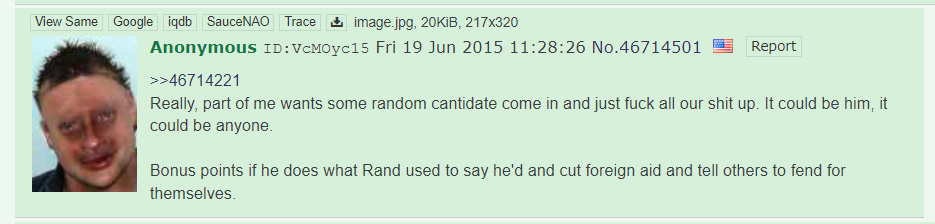 View Same Google iqdb SauceNAO Trace image.jpg, 20KiB, 217x320
Anonymous ID:VcMOyc15 Fri 19 Jun 2015 11:28:26 No.46714501 Report
>>46714221
Really, part of me wants some random cantidate come in and just fuck all our shit up. It could be him, it
could be anyone.
Bonus points if he does what Rand used to say he'd and cut foreign aid and tell others to fend for
themselves.